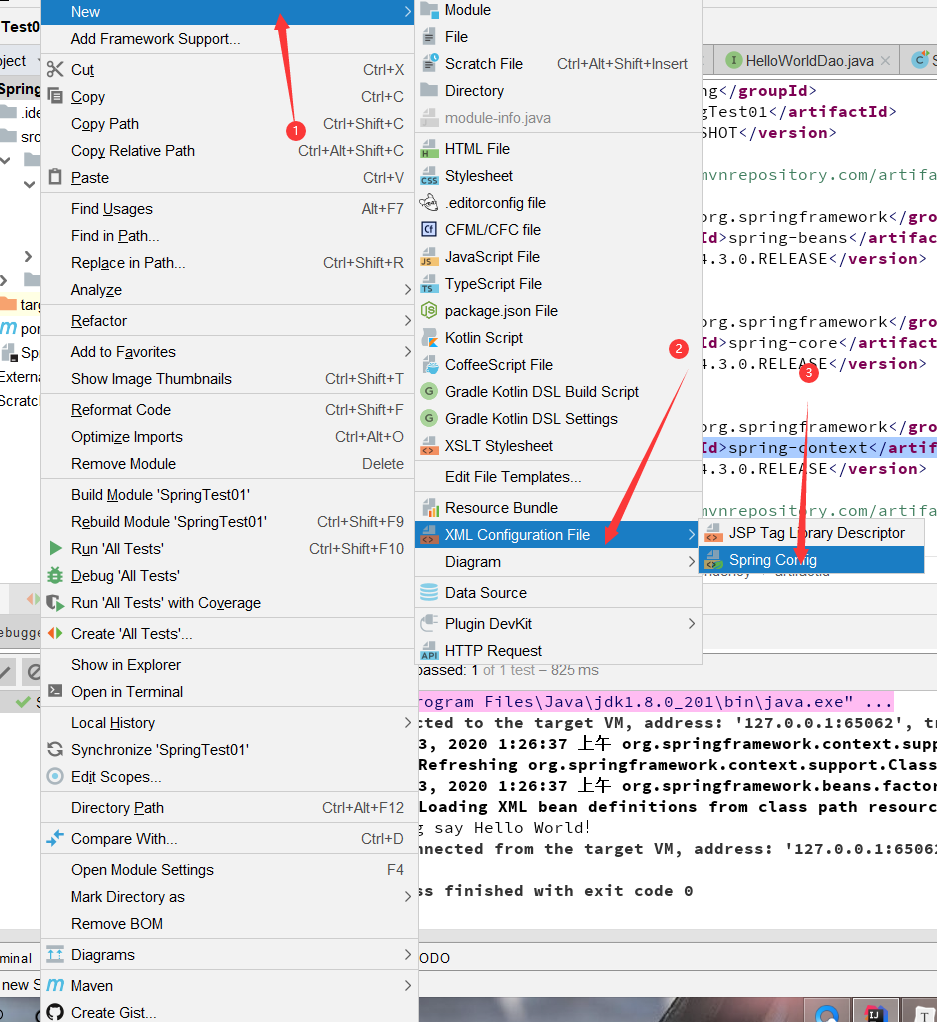 New
Add Framework Support...
Cut Ctrl+X
Copy Ctrl+C
Copy Path Ctrl+Shift+C
Copy Relative Path Ctrl+Alt+Shift+C
Paste Ctrl+V
Find Usages Alt+F7
Find in Path...
Replace in Path... Ctrl+Shift+R
Analyze
Refactor
Add to Favorites
Show Image Thumbnails Ctrl+Shift+T
Reformat Code Ctrl+Shift+F
Optimize Imports Ctrl+Alt+O
Remove Module Delete
Build Module 'SpringTest01'
Rebuild Module 'SpringTest01' Ctrl+Shift+F9
Run 'All Tests' Ctrl+Shift+F10
Debug 'All Tests'
Run 'All Tests' with Coverage
Create 'All Tests'...
Show in Explorer
Open in Terminal
Local History
Synchronize 'SpringTest01'
Edit Scopes...
Directory Path Ctrl+Alt+F12
Compare With... Ctrl+D
Open Module Settings F4
Mark Directory as
Remove BOM
Diagrams
Maven
Create Gist...
1
Module
File
Scratch File Ctrl+Alt+Shift+Insert
Directory
module-info.java
HTML File
Stylesheet
.editorconfig file
CFML/CFC file
JavaScript File
TypeScript File
package.json File
Kotlin Script
CoffeeScript File
Gradle Kotlin DSL Build Script
Gradle Kotlin DSL Settings
XSLT Stylesheet
Edit File Templates...
Resource Bundle
XML Configuration File
Diagram
Data Source
Plugin DevKit
HTTP Request
2
3
JSP Tag Library Descriptor
Spring Config
HelloWorldDao.java
ng</groupId>
gTest01</artifactId>
SHOT</version>
mvnrepository.com/artifa
org.springframework</gro
Id>spring-beans</artifac
4.3.0.RELEASE</version>
org.springframework</gro
Id>spring-core</artifact
4.3.0.RELEASE</version>
org.springframework</gro
Id>spring-context</artif
4.3.0.RELEASE</version>
mvnrepository.com/artifa
passed: 1 of 1 test – 825 ms
rogram Files\Java\jdk1.8.0_201\bin\java.exe" ...
cted to the target VM, address: '127.0.0.1:65062', tr
3, 2020 1:26:37 上午 org.springframework.context.supp
Refreshing org.springframework.context.support.Class
3, 2020 1:26:37 上午 org.springframework.beans.factor
Loading XML bean definitions from class path resourc
g say Hello World!
nnected from the target VM, address: '127.0.0.1:65062
ss finished with exit code 0
ODO
Test0
oject
Spring
.ide
src
targ
pom
Sp
Externa
Scratch
ebugge
minal
new S